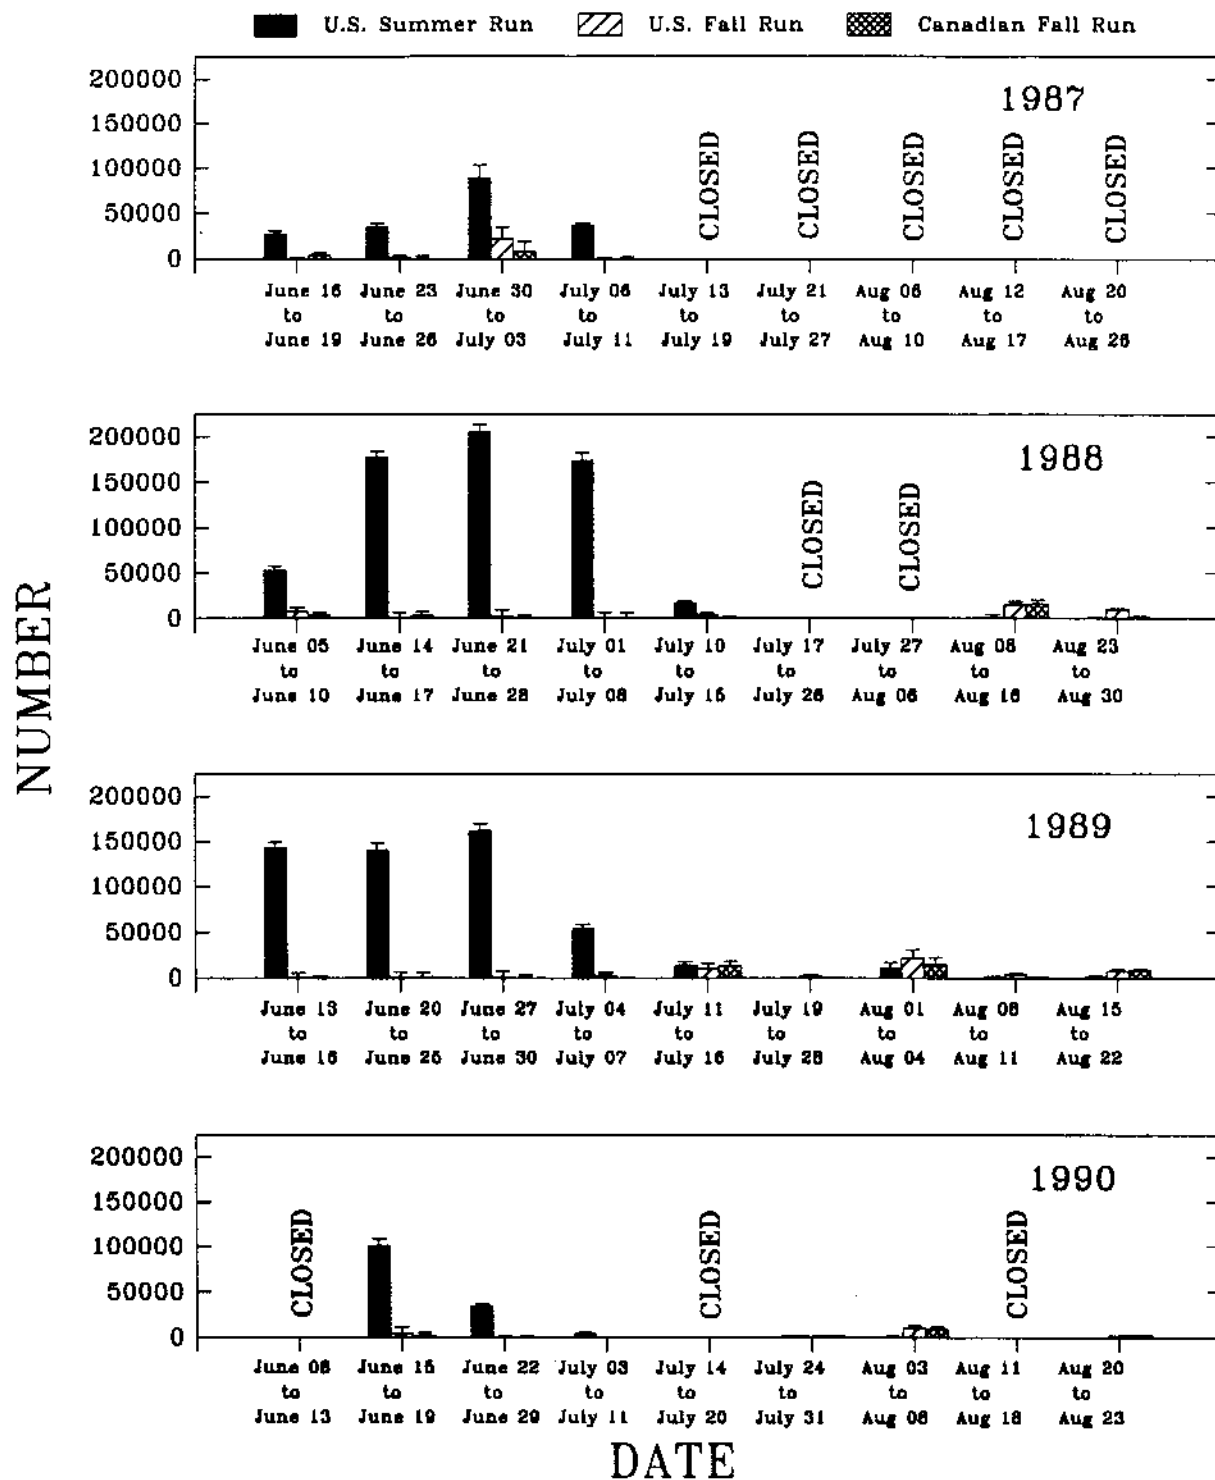 U.S. Summer Run U.S. Fall Run Canadian Fall Run
NUMBER
1987
200000
150000
100000
50000
0
CLOSED CLOSED CLOSED CLOSED CLOSED
June 16 June 23 June 30 July 06 July 13 July 21 Aug 06 Aug 12 Aug 20
to to to to to to to to to
June 19 June 26 July 03 July 11 July 19 July 27 Aug 10 Aug 17 Aug 26
1988
200000
150000
100000
50000
0
CLOSED CLOSED
June 05 June 14 June 21 July 01 July 10 July 17 July 27 Aug 08 Aug 23
to to to to to to to to to
June 10 June 17 June 28 July 08 July 15 July 26 Aug 06 Aug 16 Aug 30
1989
200000
150000
100000
50000
0
June 13 June 20 June 27 July 04 July 11 July 19 Aug 01 Aug 08 Aug 15
to to to to to to to to to
June 16 June 25 June 30 July 07 July 16 July 28 Aug 04 Aug 11 Aug 22
1990
200000
150000
100000
50000
0
CLOSED CLOSED CLOSED
June 08 June 15 June 22 July 03 July 14 July 24 Aug 03 Aug 11 Aug 20
to to to to to to to to to
June 13 June 19 June 29 July 11 July 20 July 31 Aug 08 Aug 18 Aug 23
DATE